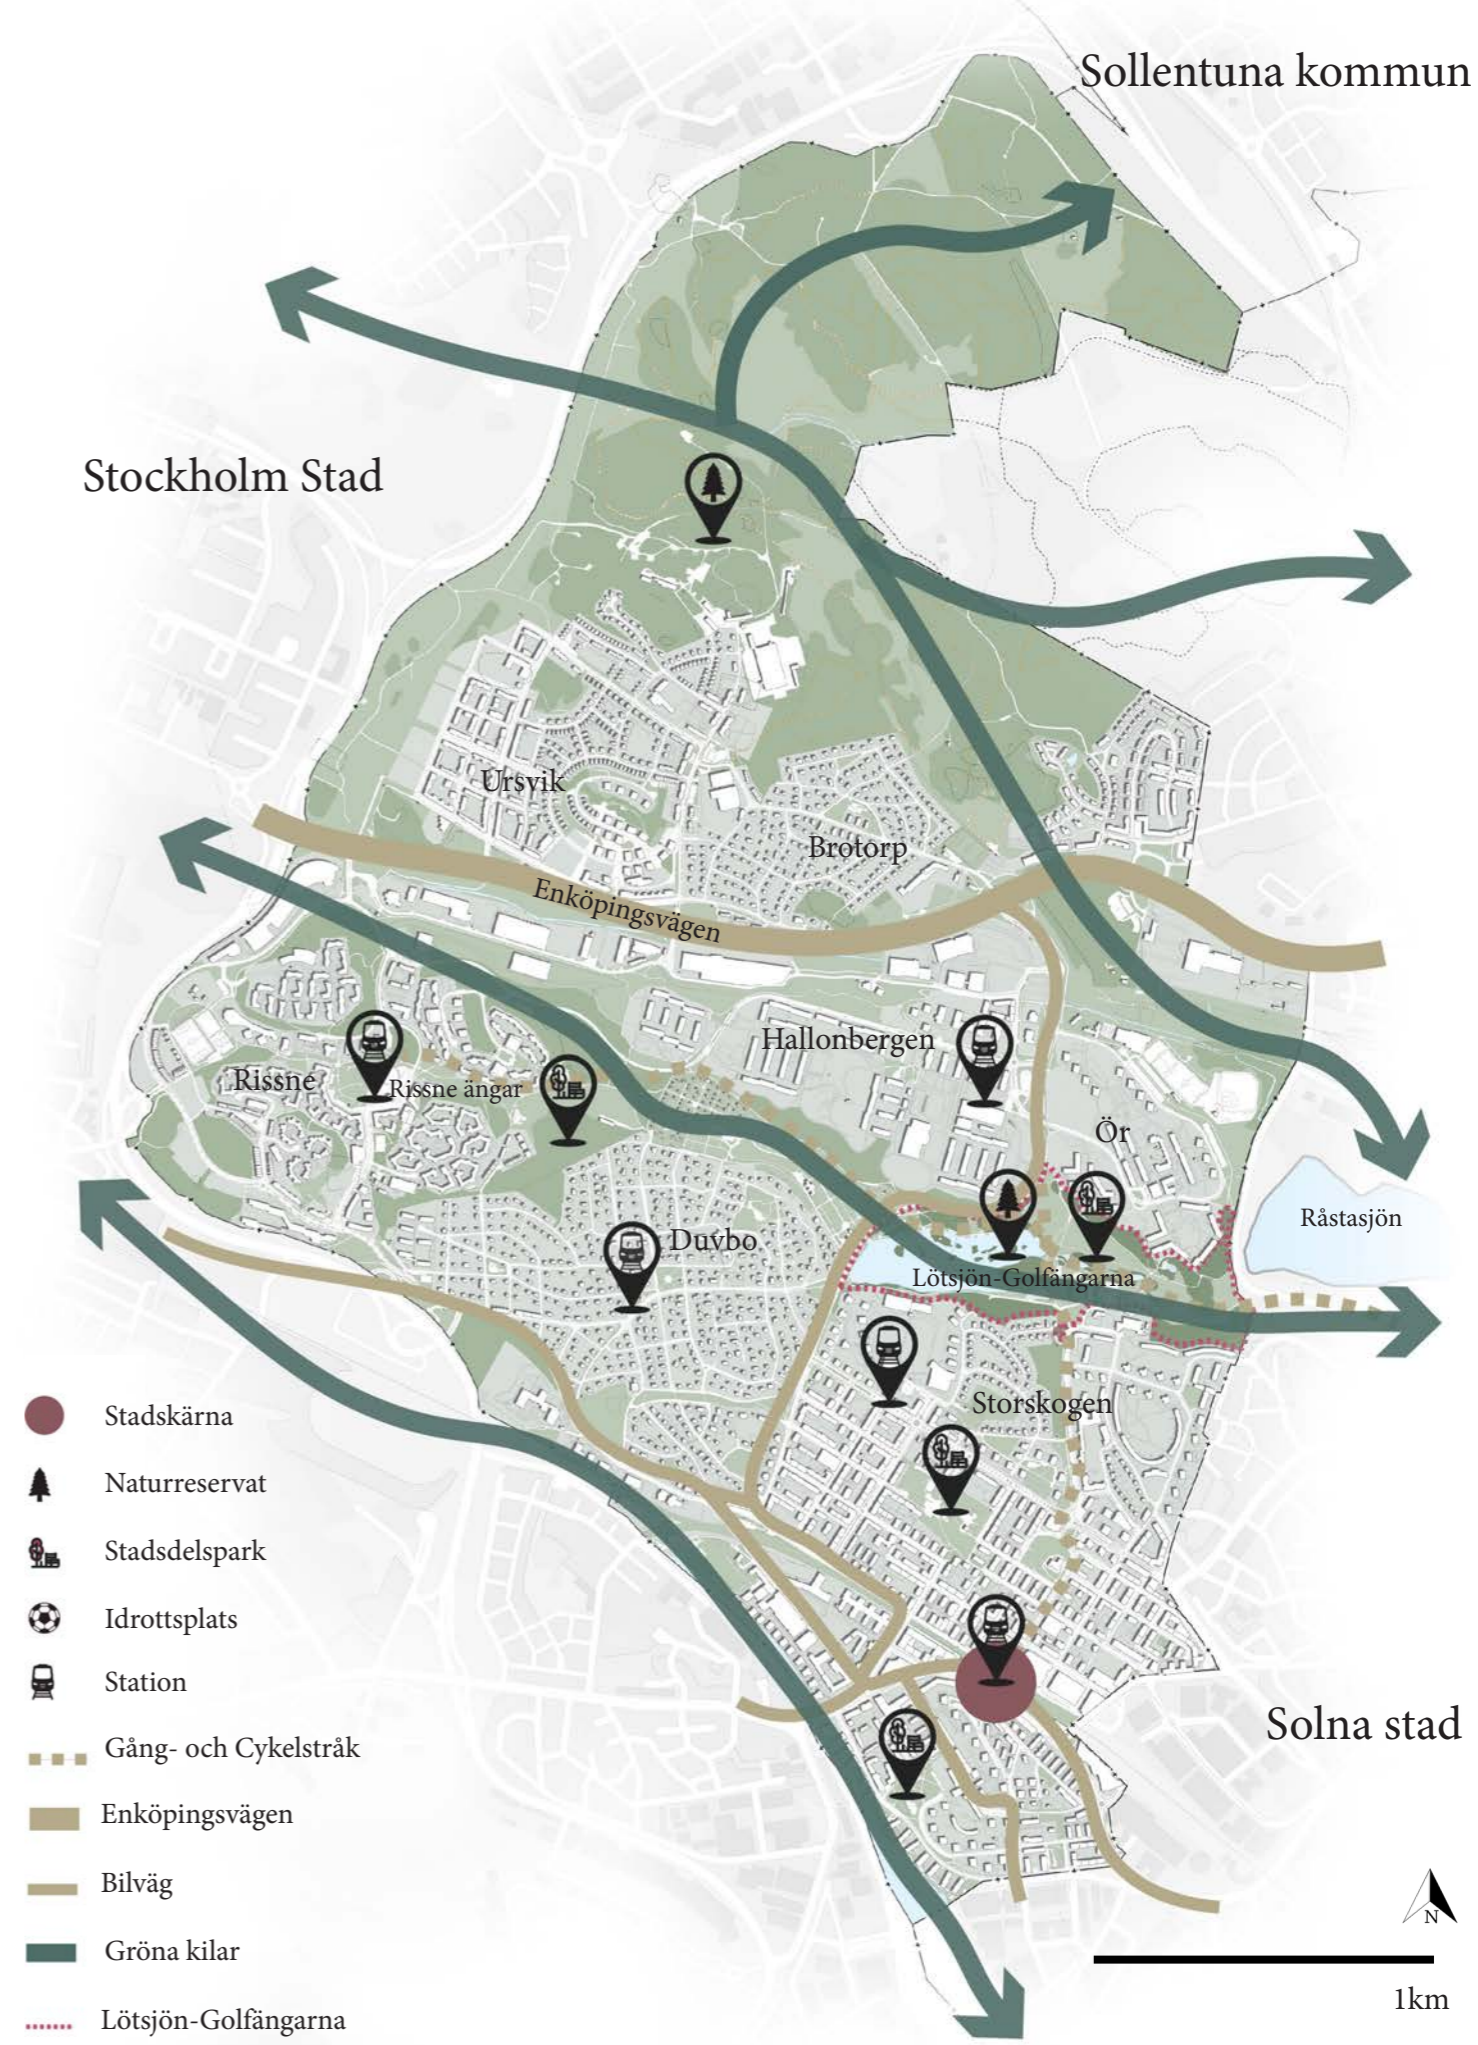 Sollentuna kommun
Stockholm Stad
Ursvik
Brotorp
Enköpingsvägen
Hallonbergen
Rissne
Rissne ängar
Ör
Råstasjön
Duvbo
Lötsjön-Golfängarna
Storskogen
Stadskärna
Naturreservat
Stadsdelspark
Idrottsplats
Station
Gång- och Cykelstråk
Enköpingsvägen
Bilväg
Gröna kilar
Lötsjön-Golfängarna
Solna stad
N
1km